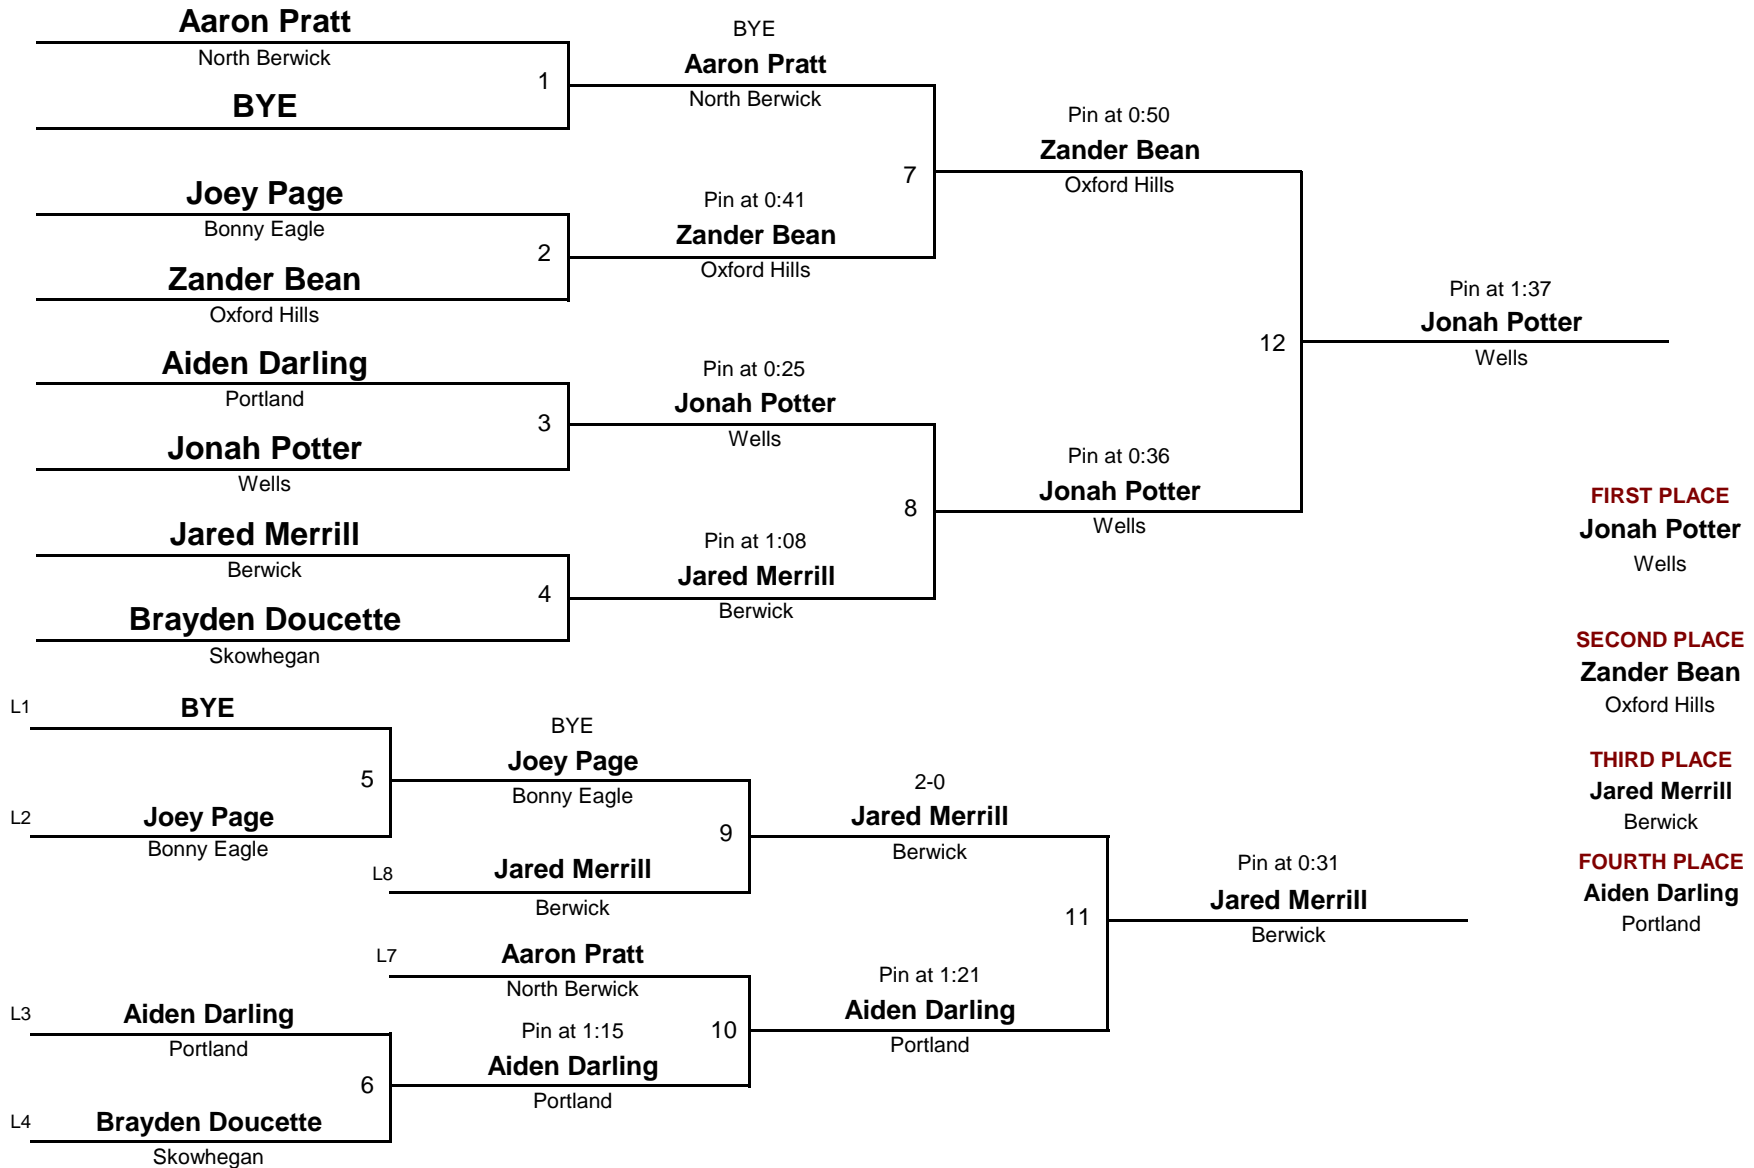 Aaron Pratt
North Berwick
1
BYE
Joey Page
Bonny Eagle
2
Zander Bean
Oxford Hills
Aiden Darling
Portland
3
Jonah Potter
Wells
Jared Merrill
Berwick
4
Brayden Doucette
Skowhegan
BYE
Aaron Pratt
North Berwick
7
Pin at 0:41
Zander Bean
Oxford Hills
Pin at 0:25
Jonah Potter
Wells
8
Pin at 1:08
Jared Merrill
Berwick
Pin at 0:50
Zander Bean
Oxford Hills
12
Pin at 0:36
Jonah Potter
Wells
Pin at 1:37
Jonah Potter
Wells
FIRST PLACE
Jonah Potter
Wells
SECOND PLACE
Zander Bean
Oxford Hills
THIRD PLACE
Jared Merrill
Berwick
FOURTH PLACE
Aiden Darling
Portland
L1 BYE
5
L2 Joey Page
Bonny Eagle
L3 Aiden Darling
Portland
6
L4 Brayden Doucette
Skowhegan
BYE
Joey Page
Bonny Eagle
9
L8 Jared Merrill
Berwick
L7 Aaron Pratt
North Berwick
10
Pin at 1:15
Aiden Darling
Portland
2-0
Jared Merrill
Berwick
11
Pin at 1:21
Aiden Darling
Portland
Pin at 0:31
Jared Merrill
Berwick